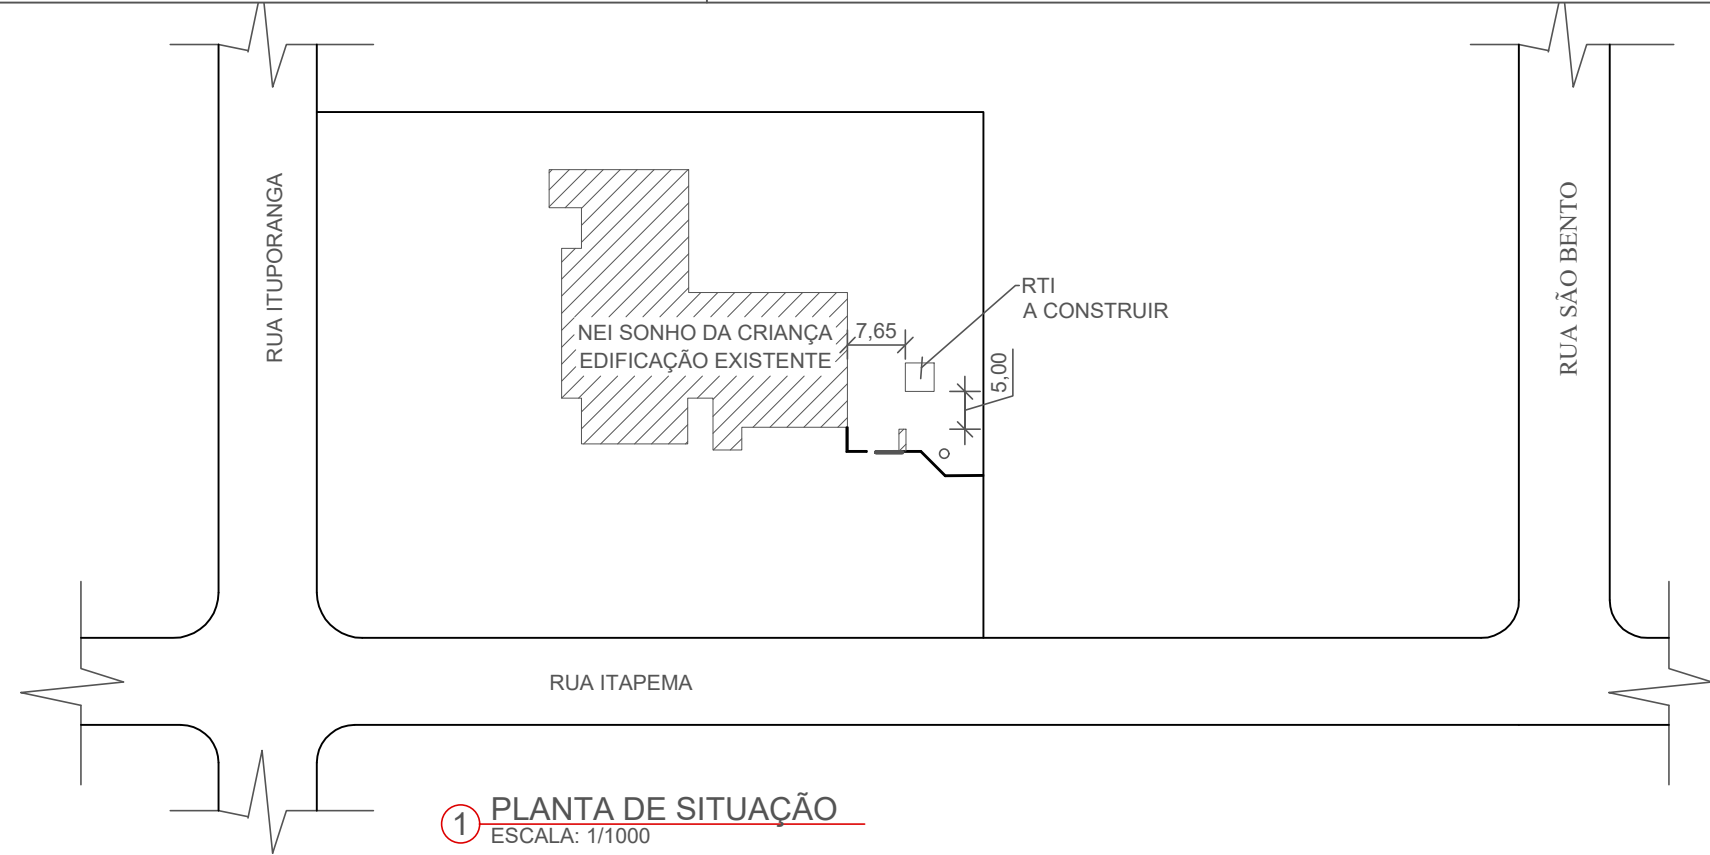 RUA ITUPORANGA
RUA SÃO BENTO
RTI
A CONSTRUIR
NEI SONHO DA CRIANÇA
EDIFICAÇÃO EXISTENTE
7,65
5,00
RUA ITAPEMA
1 PLANTA DE SITUAÇÃO
ESCALA: 1/1000